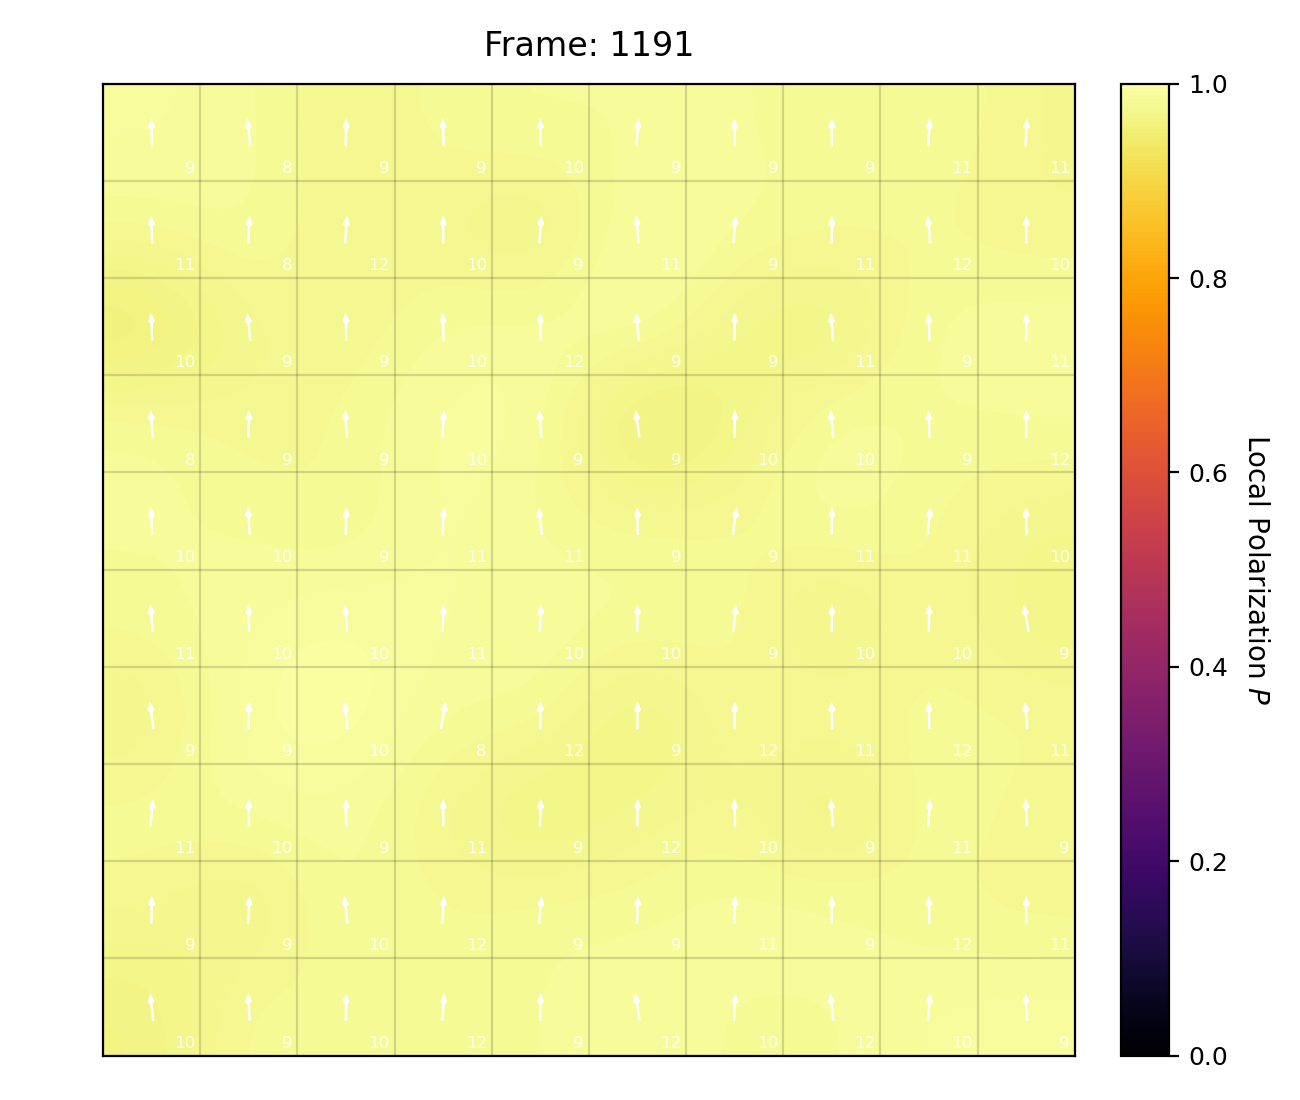 Frame: 1191
9 8 9 9 10 9 9 9 11 11
11 8 12 10 9 11 9 11 12 10
10 9 9 10 12 9 9 11 9 11
8 9 9 10 9 9 10 10 9 12
10 10 9 11 11 9 9 11 11 10
11 10 10 11 10 10 9 10 10 9
9 9 10 8 12 9 12 11 12 11
11 10 9 11 9 12 10 9 11 9
9 9 10 12 9 9 11 9 12 11
10 9 10 12 9 12 10 12 10 9
1.0
0.8
0.6
0.4
0.2
0.0
Local Polarization P